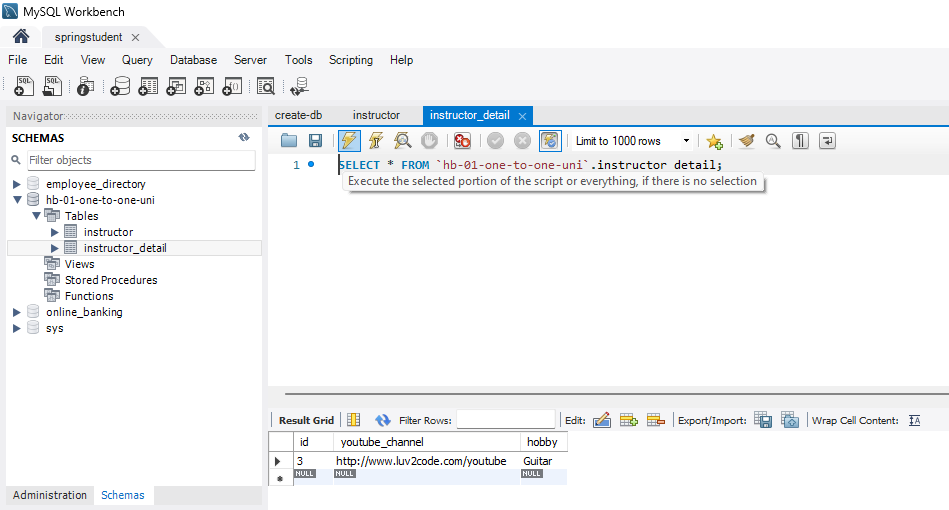 MySQL Workbench
springstudent
File Edit View Query Database Server Tools Scripting Help
Navigator
SCHEMAS
Filter objects
employee_directory
hb-01-one-to-one-uni
Tables
instructor
instructor_detail
Views
Stored Procedures
Functions
online_banking
sys
Administration Schemas
create-db instructor instructor_detail
Limit to 1000 rows
1 SELECT * FROM `hb-01-one-to-one-uni`.instructor_detail;
Execute the selected portion of the script or everything, if there is no selection
Result Grid Filter Rows: Edit: Export/Import: Wrap Cell Content: IA
id youtube_channel hobby
3 http://www.luv2code.com/youtube Guitar
NULL NULL NULL